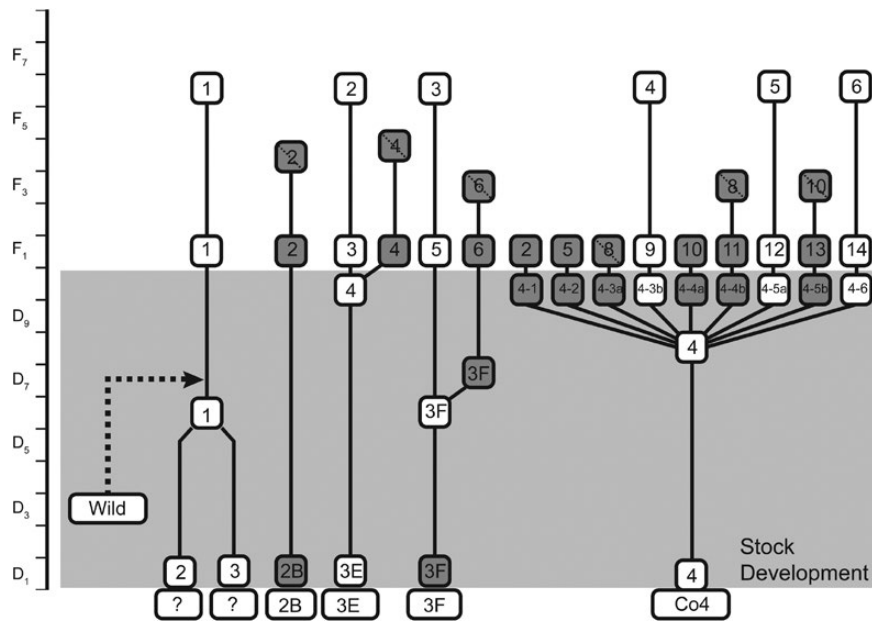 F7
1 2 3 4 5 6
F5
2 4
F3
6 8 10
F1
1 2 3 4 5 6 2 5 8 9 10 11 12 13 14
4 4-1 4-2 4-3a 4-3b 4-4a 4-4b 4-5a 4-5b 4-6
D9
4
D7
3F
1 3F
D5
Wild
D3
Stock
Development
D1
2 3 2B 3E 3F 4
? ? 2B 3E 3F Co4